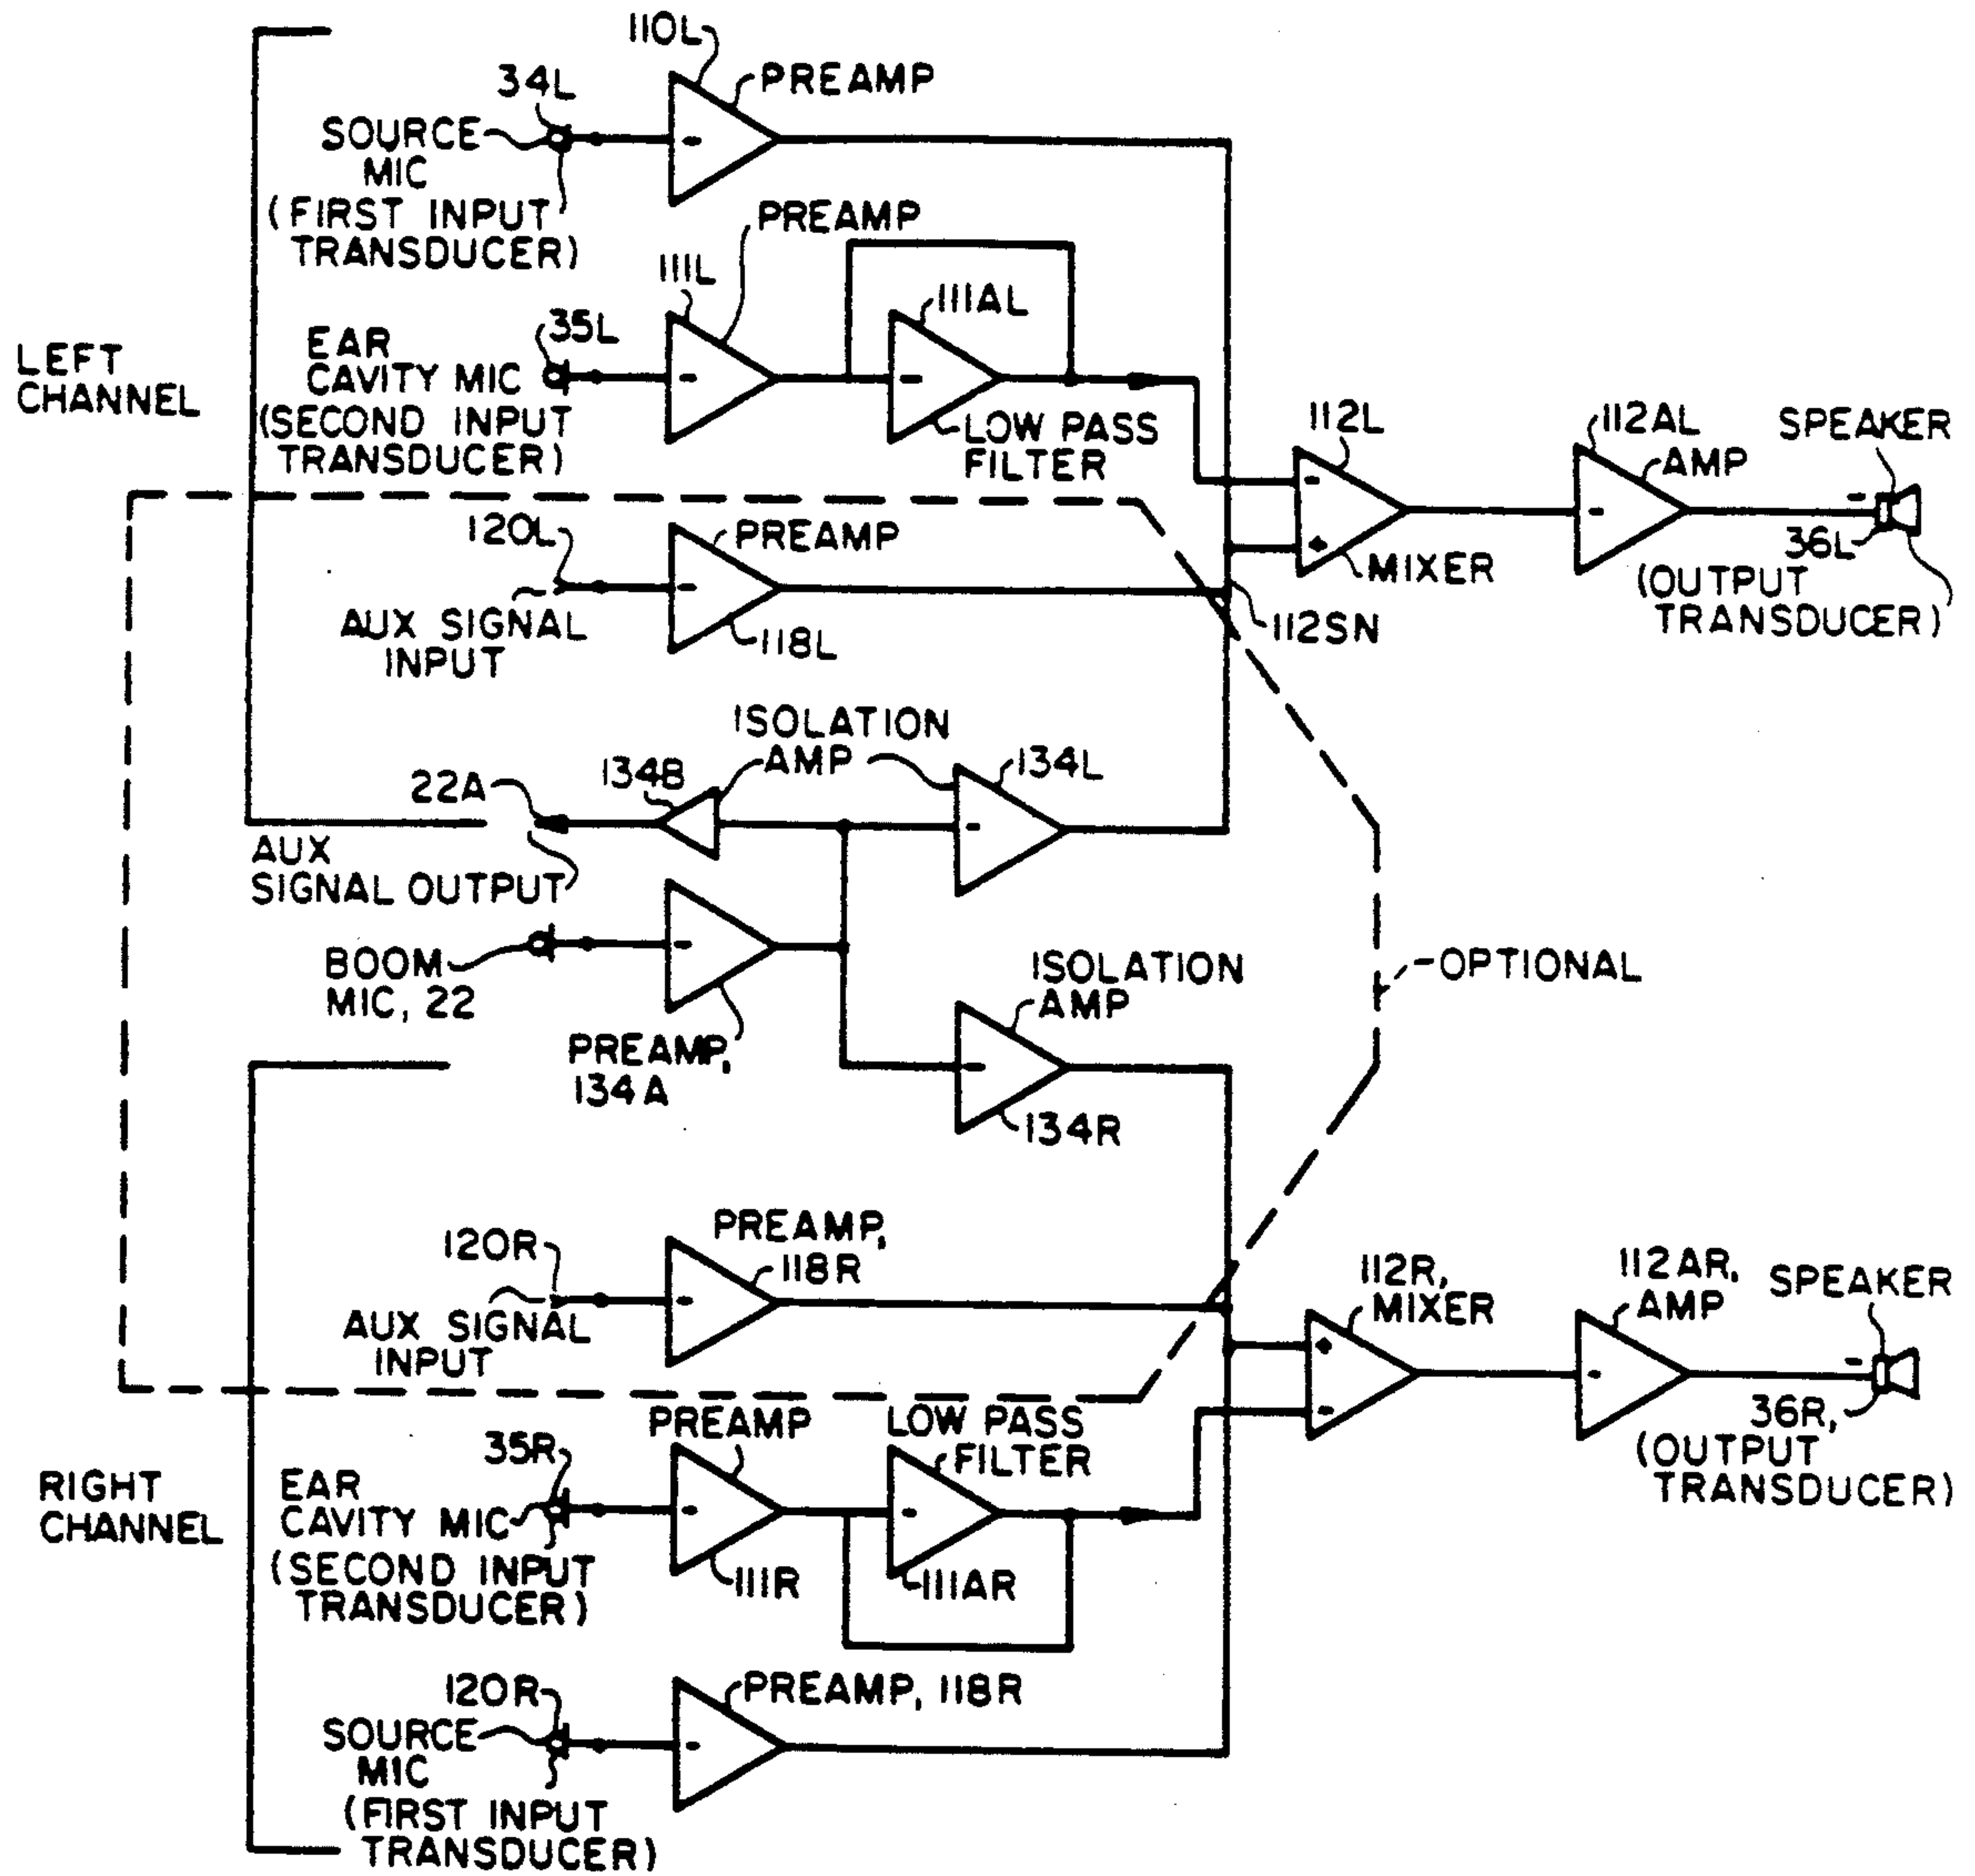 110L
PREAMP
34L
SOURCE
MIC
(FIRST INPUT
TRANSDUCER)
PREAMP
111L
111AL
35L
EAR
CAVITY MIC
(SECOND INPUT
TRANSDUCER)
LOW PASS
FILTER
LEFT
CHANNEL
112L
-
+
MIXER
112AL
AMP
SPEAKER
36L
(OUTPUT
TRANSDUCER)
120L
PREAMP
AUX SIGNAL
INPUT
118L
112SN
ISOLATION
AMP
134B
134L
22A
AUX
SIGNAL OUTPUT
BOOM
MIC, 22
PREAMP,
134A
ISOLATION
AMP
134R
OPTIONAL
120R
PREAMP,
118R
AUX SIGNAL
INPUT
112R,
MIXER
+
-
112AR,
AMP
SPEAKER
36R,
(OUTPUT
TRANSDUCER)
PREAMP
LOW PASS
FILTER
35R
EAR
CAVITY MIC
(SECOND INPUT
TRANSDUCER)
111R
111AR
RIGHT
CHANNEL
120R
PREAMP, 118R
SOURCE
MIC
(FIRST INPUT
TRANSDUCER)